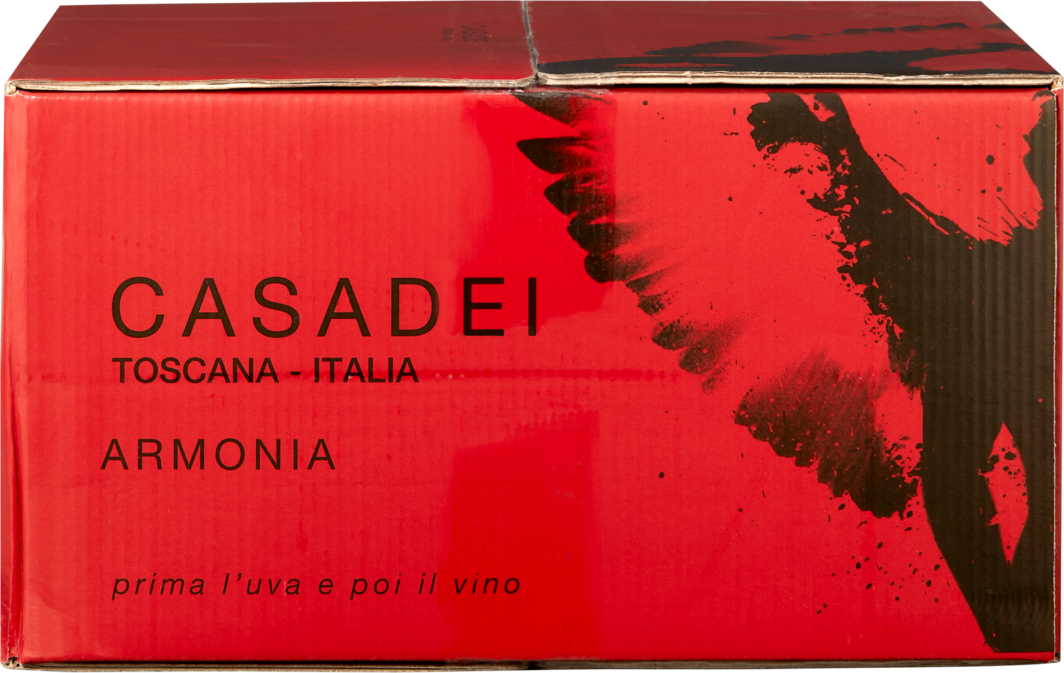 CASADEI
TOSCANA - ITALIA
ARMONIA
prima l'uva e poi il vino